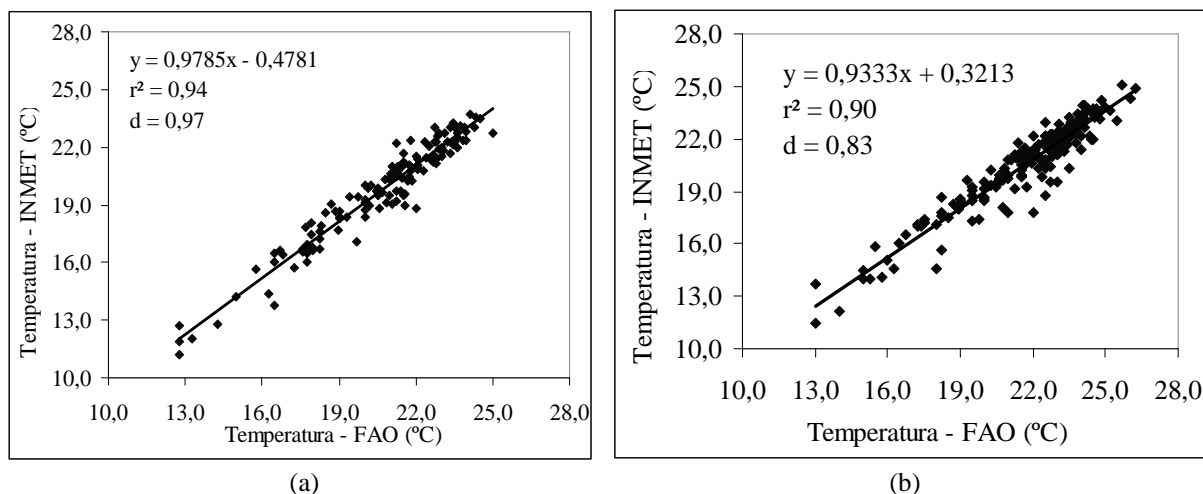 28,0
25,0
22,0
19,0
16,0
13,0
10,0
Temperatura - INMET (ºC)
y = 0,9785x - 0,4781
r² = 0,94
d = 0,97
10,0 13,0 16,0 19,0 22,0 25,0 28,0
Temperatura - FAO (ºC)
(a)
28,0
25,0
22,0
19,0
16,0
13,0
10,0
Temperatura - INMET (ºC)
y = 0,9333x + 0,3213
r² = 0,90
d = 0,83
10,0 13,0 16,0 19,0 22,0 25,0 28,0
Temperatura - FAO (ºC)
(b)